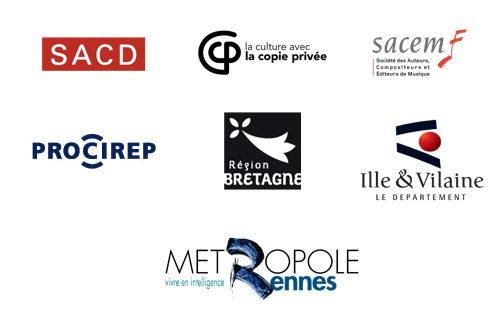 SACD
la culture avec
la copie privée
sacem
Société des Auteurs,
Compositeurs et
Éditeurs de Musique
PROCIREP
Région
BRETAGNE
Ille & Vilaine
LE DEPARTEMENT
METROPOLE
vivre en intelligence
Rennes